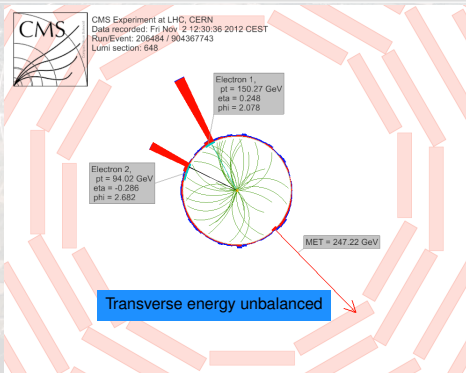 CMS
CMS Experiment at LHC, CERN
Data recorded: Fri Nov 2 12:30:36 2012 CEST
Run/Event: 206484 / 904367743
Lumi section: 648
Electron 1,
pt = 150.27 GeV
eta = 0.248
phi = 2.078
Electron 2,
pt = 94.02 GeV
eta = -0.286
phi = 2.682
MET = 247.22 GeV
Transverse energy unbalanced